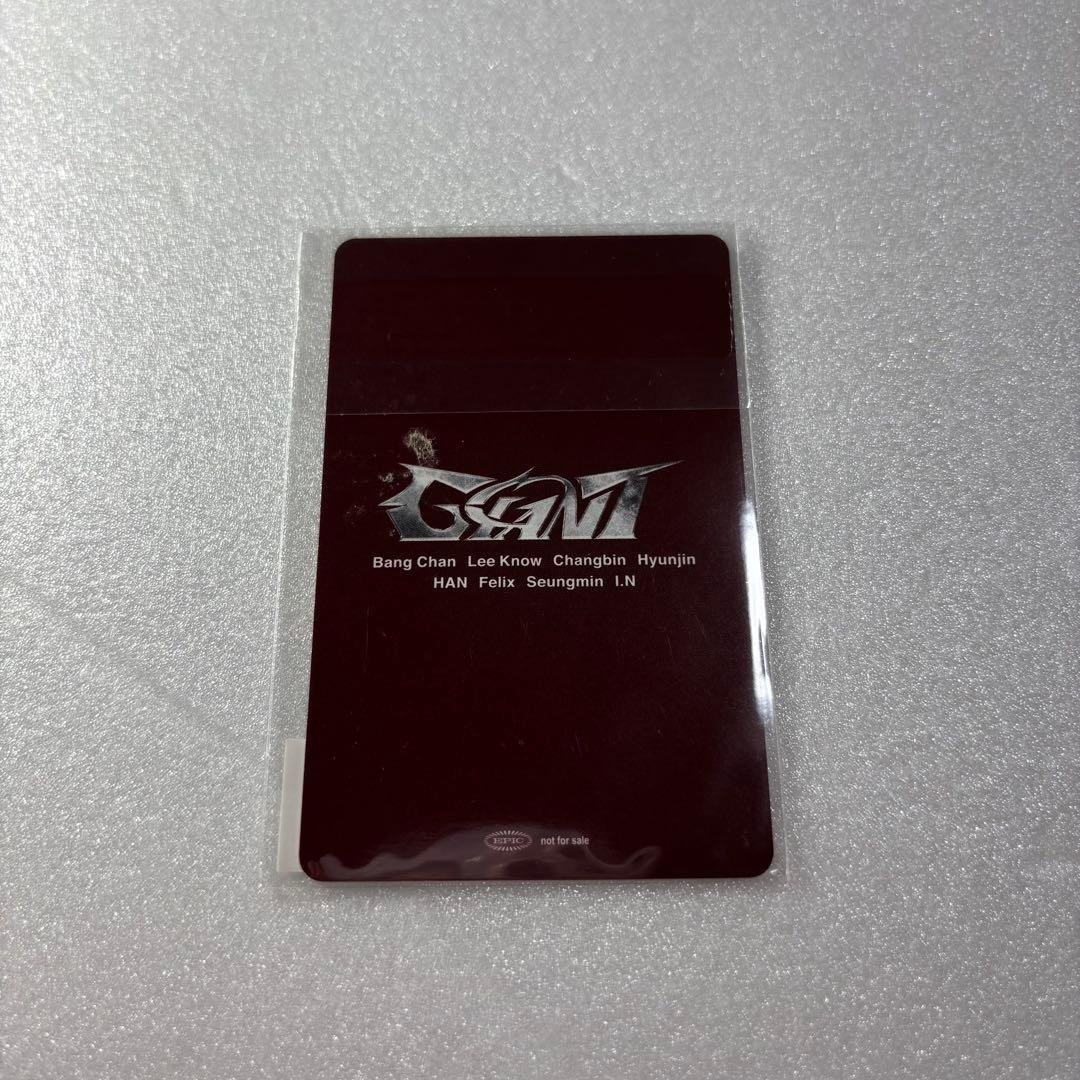 GIANT
Bang Chan Lee Know Changbin Hyunjin
HAN Felix Seungmin I.N
EPIC not for sale